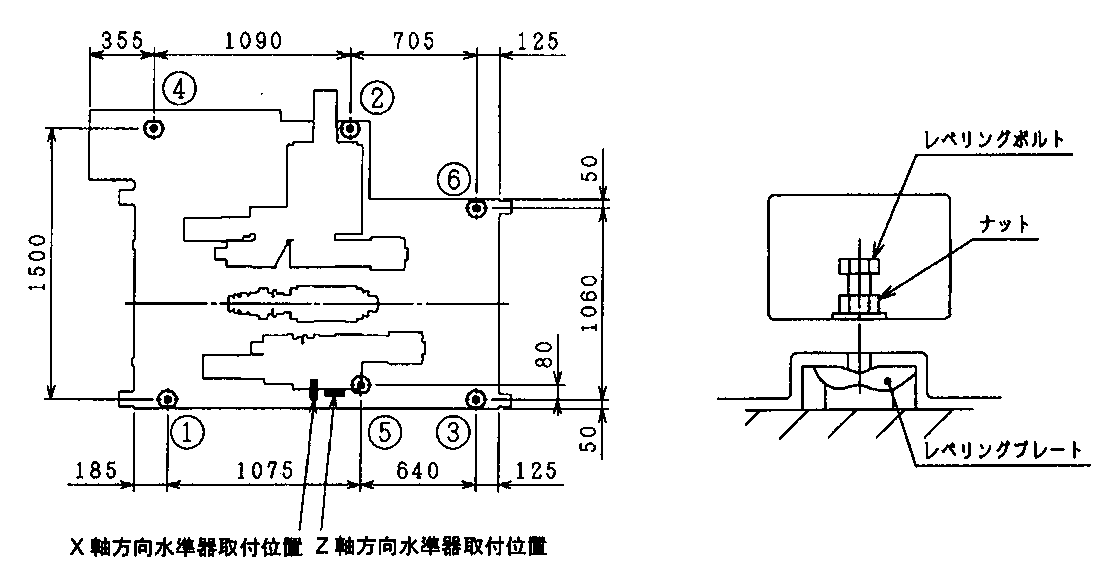 355 1090 705 125
④ ②
レベリングボルト
⑥ 50
ナット
1500
1060
80
① ⑤ ③ 50
レベリングプレート
185 1075 640 125
X軸方向水準器取付位置 Z軸方向水準器取付位置